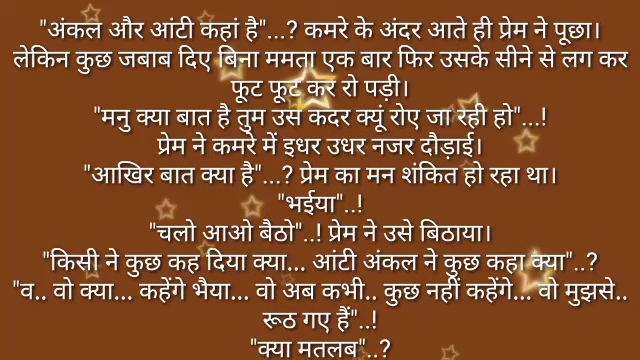 "अंकल और आंटी कहां है"...? कमरे के अंदर आते ही प्रेम ने पूछा।
लेकिन कुछ जबाब दिए बिना ममता एक बार फिर उसके सीने से लग कर
फूट फूट कर रो पड़ी।
"मनु क्या बात है तुम उस कदर क्यूं रोए जा रही हो"...!
प्रेम ने कमरे में इधर उधर नजर दौड़ाई।
"आखिर बात क्या है"...? प्रेम का मन शंकित हो रहा था।
"भईया"..!
"चलो आओ बैठो"..! प्रेम ने उसे बिठाया।
"किसी ने कुछ कह दिया क्या... आंटी अंकल ने कुछ कहा क्या"..?
"व.. वो क्या... कहेंगे भैया... वो अब कभी.. कुछ नहीं कहेंगे... वो मुझसे..
रूठ गए हैं"..!
"क्या मतलब"..?